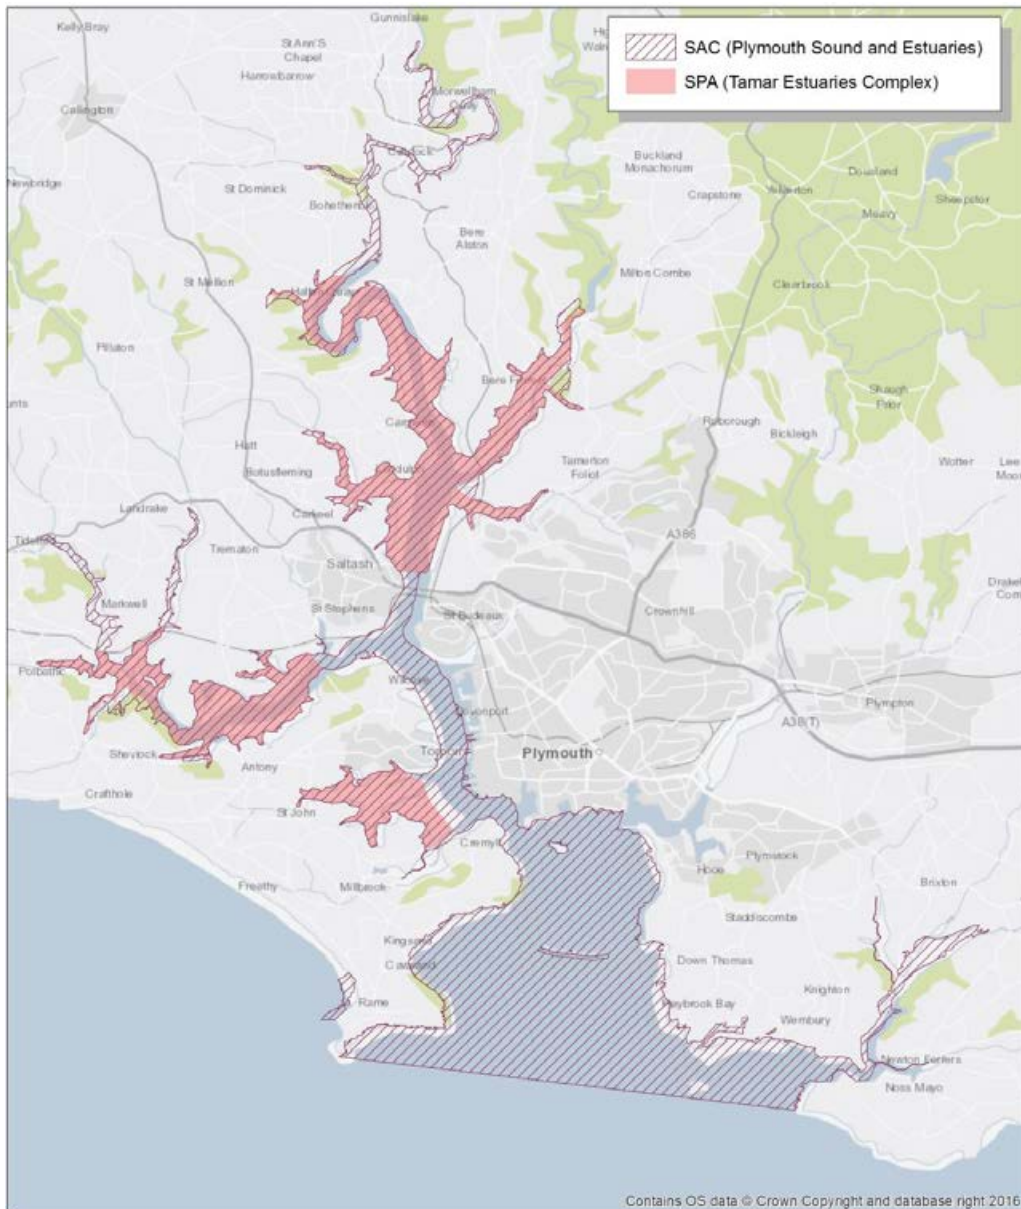 Kelly Bray
Gunnislake
St Ann'S
Chapel
Harrowbarrow
SAC (Plymouth Sound and Estuaries)
SPA (Tamar Estuaries Complex)
Morwellham
Quay
Callington
Newbridge
St Dominick
Buckland
Monachorum
Crapstone
Yelverton
Dousland
Meavy
Sheepstor
Bere
Alston
St Mellion
Milton Combe
Clearbrook
Pillaton
Bere Ferrers
Shaugh
Prior
Roborough
Bickleigh
Hatt
Botusfleming
Tamerton
Foliot
Wotter
Landrake
Carkeel
A386
Trematon
Saltash
Markwell
St Stephens
St Budeaux
Crownhill
Polbathic
Wilcove
Devonport
Plympton
A38(T)
Sheviock
Antony
Torpoint
Plymouth
Crafthole
St John
Cremyll
Plymstock
Hooe
Freathy
Millbrook
Brixton
Staddiscombe
Kingsand
Cawsand
Down Thomas
Knighton
Rame
Heybrook Bay
Wembury
Newton Ferrers
Noss Mayo
Contains OS data © Crown Copyright and database right 2016